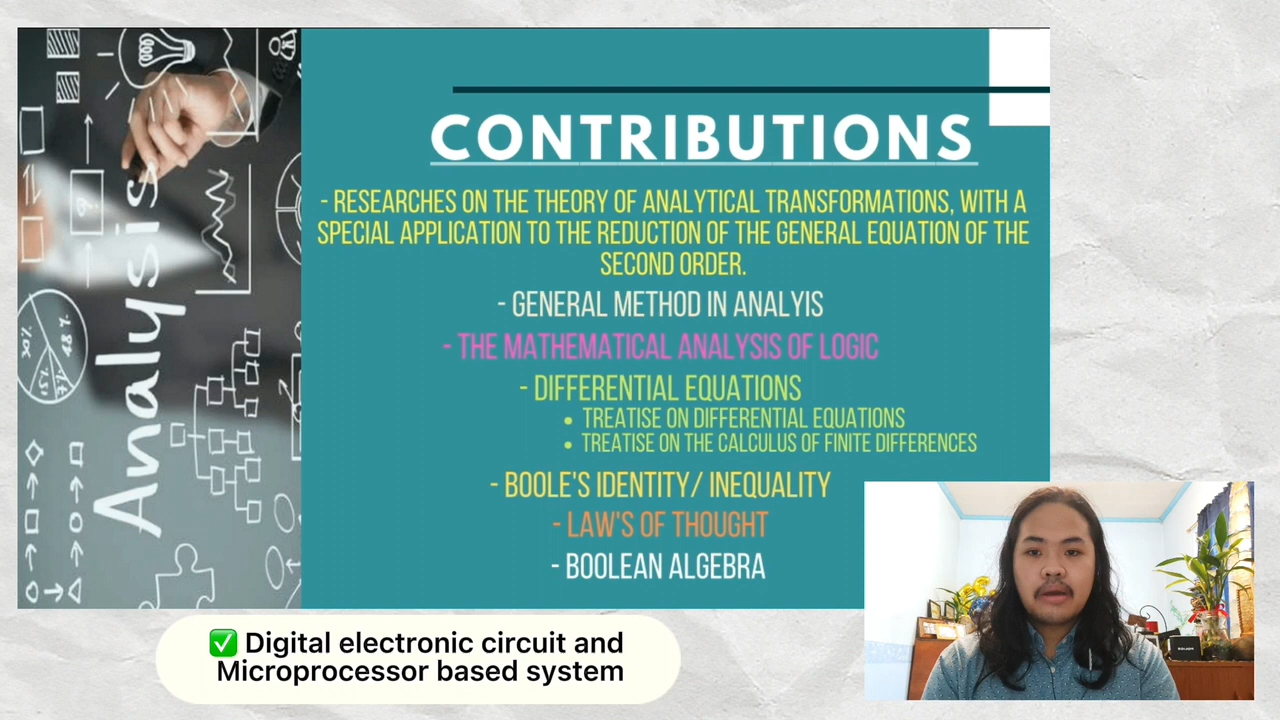 CONTRIBUTIONS
- RESEARCHES ON THE THEORY OF ANALYTICAL TRANSFORMATIONS, WITH A
SPECIAL APPLICATION TO THE REDUCTION OF THE GENERAL EQUATION OF THE
SECOND ORDER.
- GENERAL METHOD IN ANALYIS
- THE MATHEMATICAL ANALYSIS OF LOGIC
- DIFFERENTIAL EQUATIONS
• TREATISE ON DIFFERENTIAL EQUATIONS
• TREATISE ON THE CALCULUS OF FINITE DIFFERENCES
- BOOLE'S IDENTITY/ INEQUALITY
- LAW'S OF THOUGHT
- BOOLEAN ALGEBRA
Analysis
✅ Digital electronic circuit and
Microprocessor based system